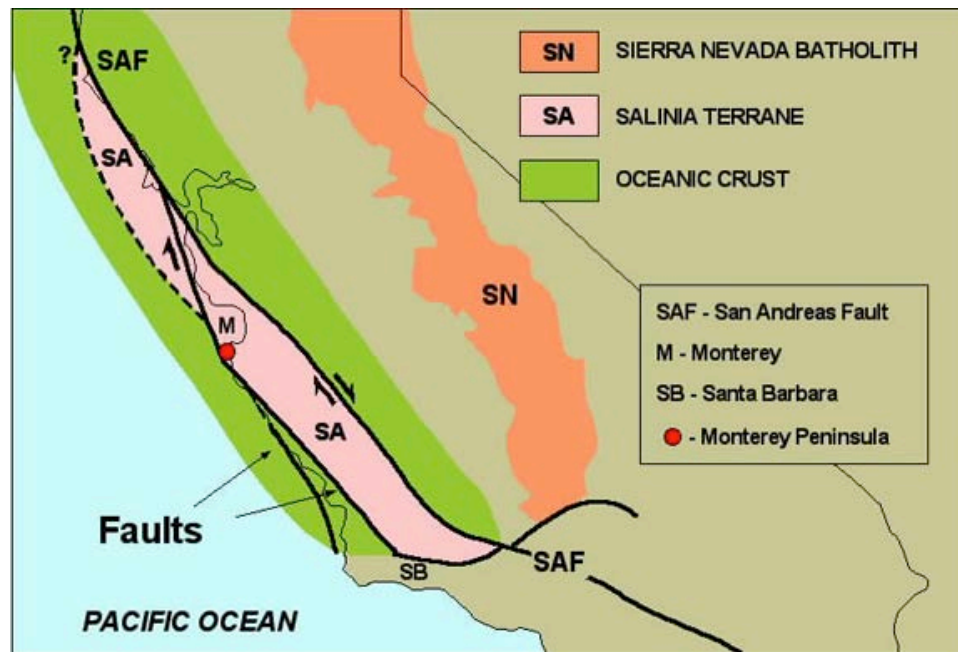 ? SAF
SN SIERRA NEVADA BATHOLITH
SA SALINIA TERRANE
OCEANIC CRUST
SA
SN
M
SA
SAF - San Andreas Fault
M - Monterey
SB - Santa Barbara
- Monterey Peninsula
Faults
SB
SAF
PACIFIC OCEAN